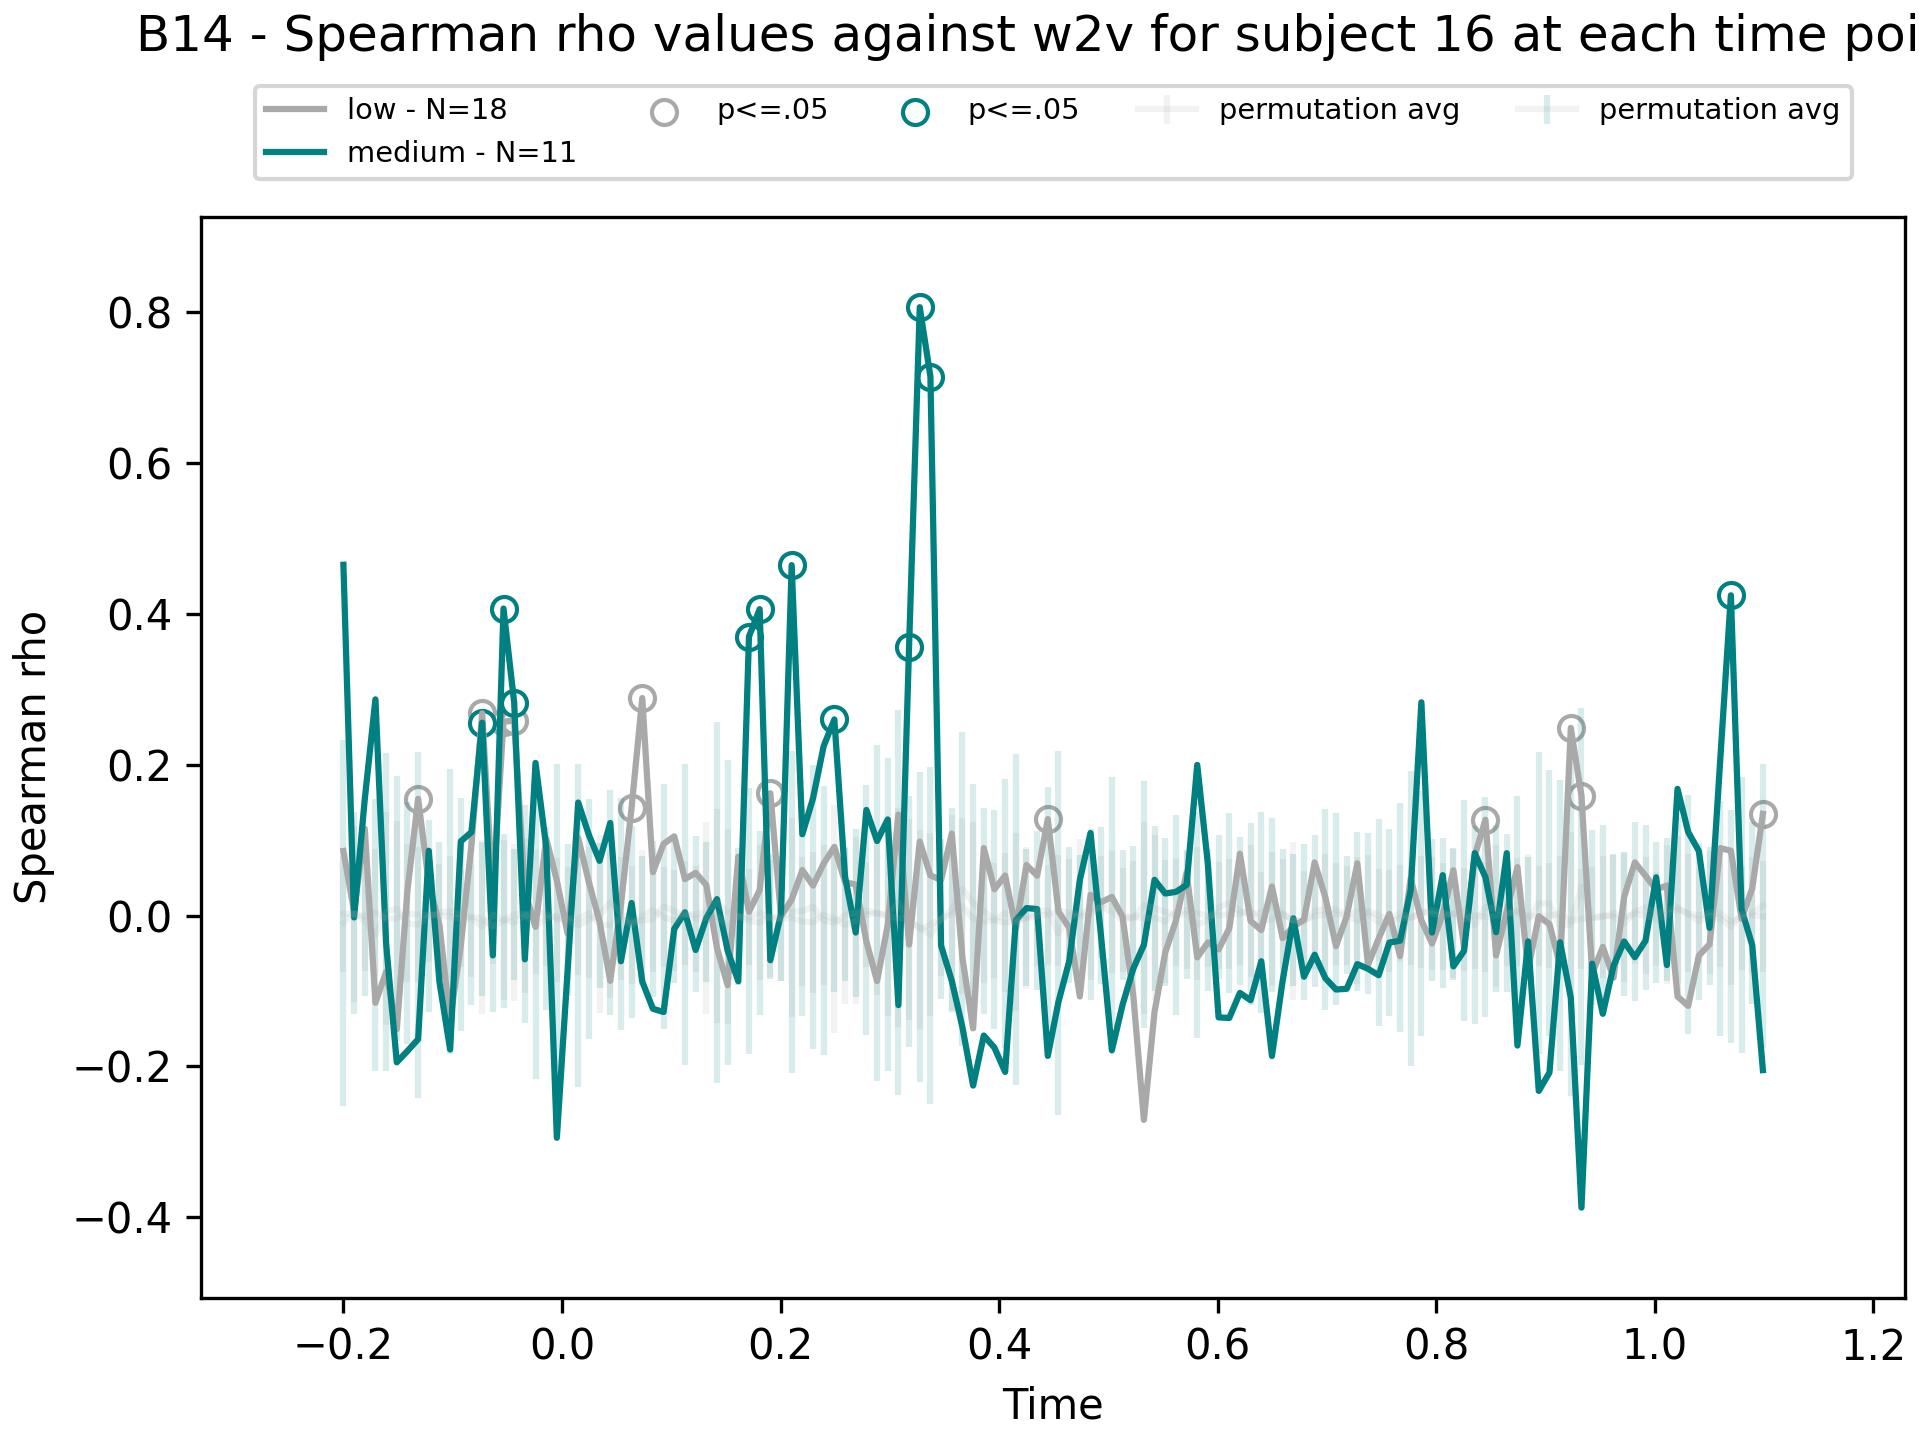 B14 - Spearman rho values against w2v for subject 16 at each time poi
low - N=18
medium - N=11
p<=.05
p<=.05
permutation avg
permutation avg
Spearman rho
0.8
0.6
0.4
0.2
0.0
−0.2
−0.4
−0.2 0.0 0.2 0.4 0.6 0.8 1.0 1.2
Time